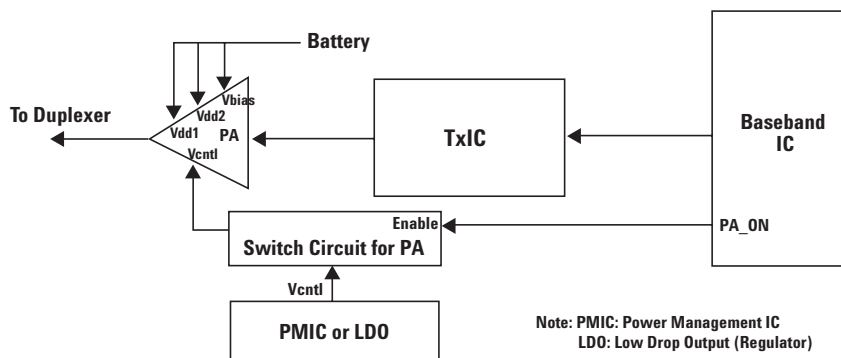 Battery
To Duplexer
Vbias
Vdd2
Vdd1
PA
Vcntl
TxIC
Baseband
IC
Enable
PA_ON
Switch Circuit for PA
Vcntl
PMIC or LDO
Note: PMIC: Power Management IC
LDO: Low Drop Output (Regulator)